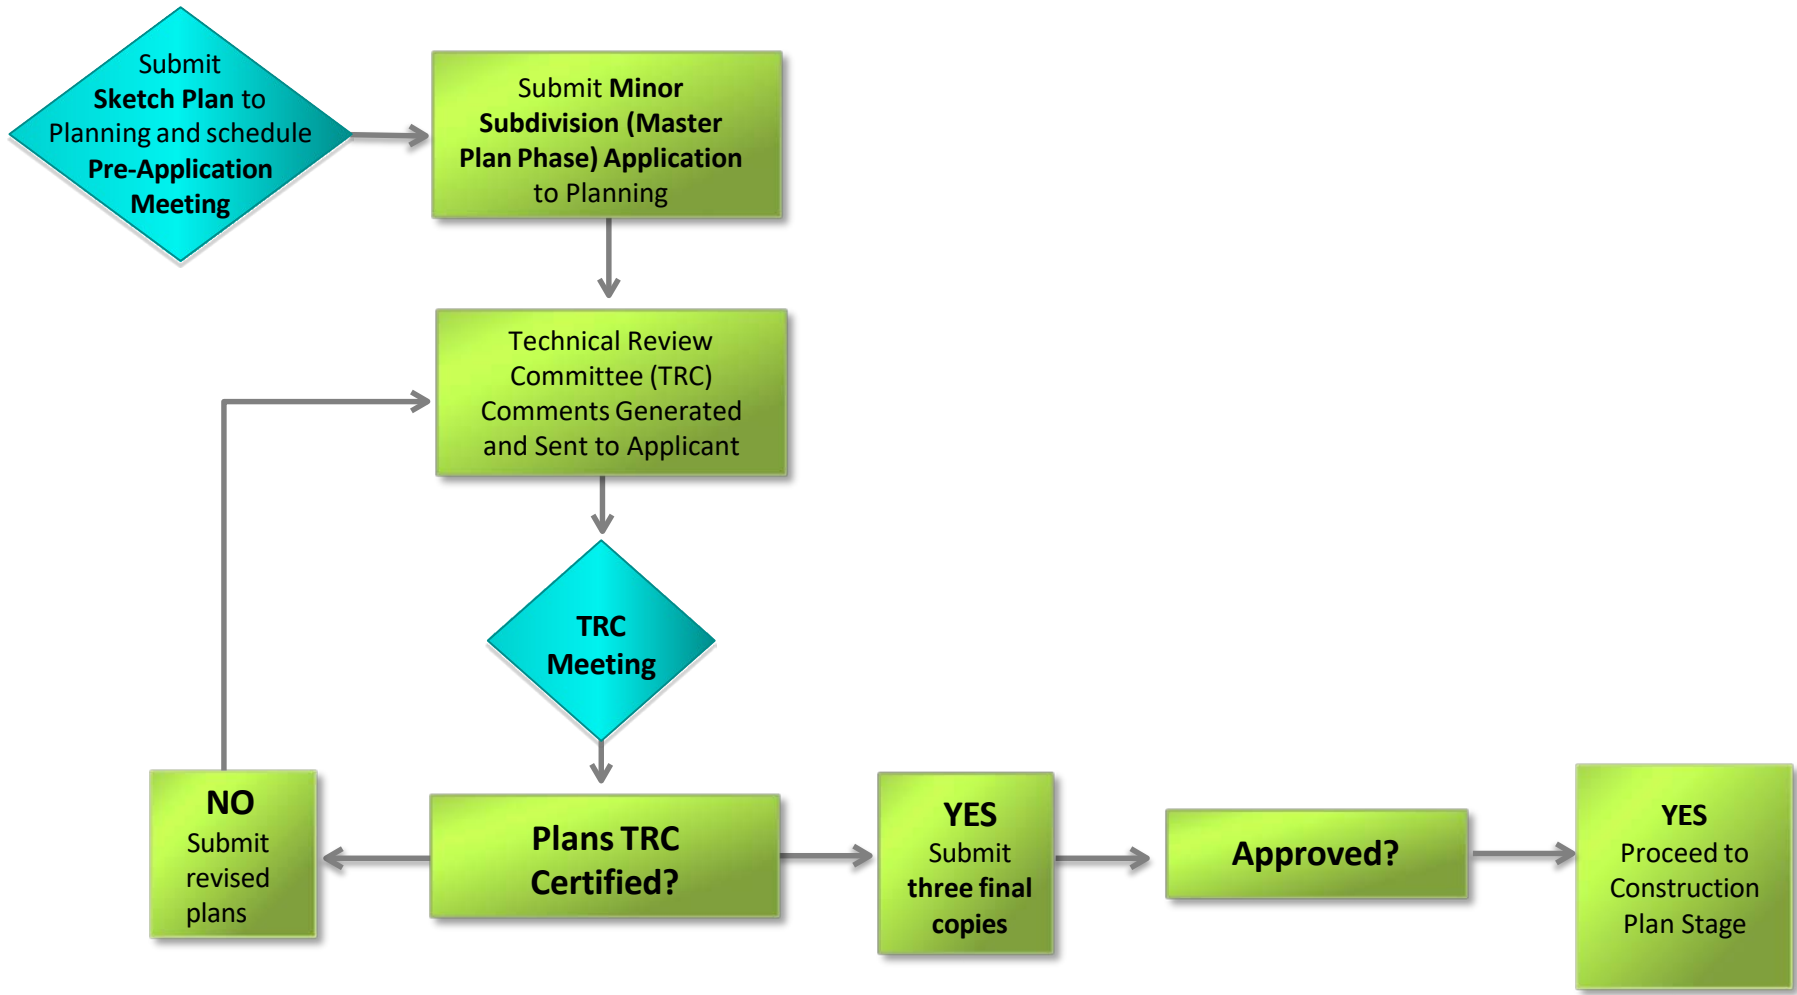 Submit
Sketch Plan to
Planning and schedule
Pre-Application
Meeting
Submit Minor
Subdivision (Master
Plan Phase) Application
to Planning
Technical Review
Committee (TRC)
Comments Generated
and Sent to Applicant
TRC
Meeting
NO
Submit
revised
plans
Plans TRC
Certified?
YES
Submit
three final
copies
Approved?
YES
Proceed to
Construction
Plan Stage